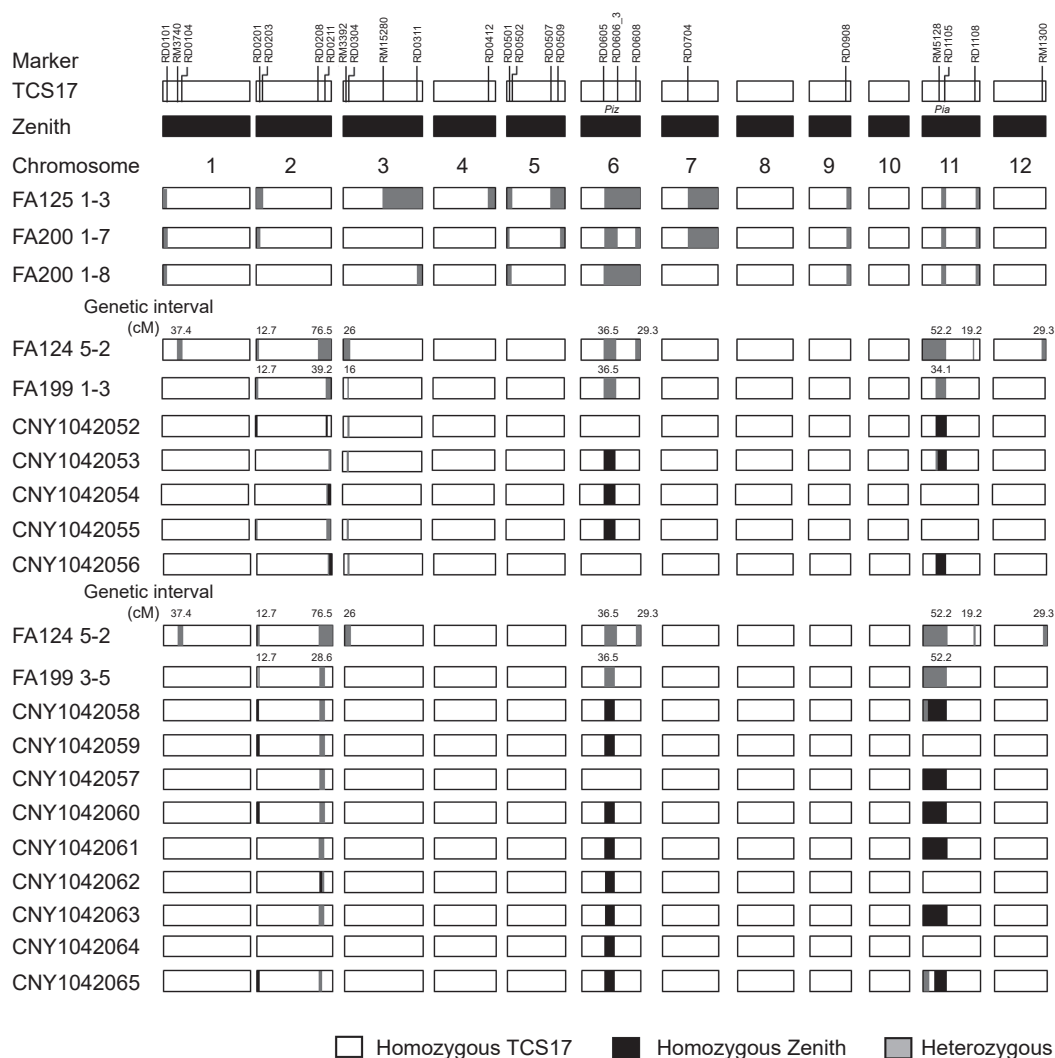 RD0101 RM3740 RD0104 RD0201 RD0203 RD0208 RD0211 RM3392 RD0304 RM15280 RD0311 RD0412 RD0501 RD0502 RD0507 RD0509 RD0605 RD0606_3 RD0608 RD0704 RD0908 RM5128 RD1105 RD1108 RM1300
Marker
TCS17
Piz Pia
Zenith
Chromosome 1 2 3 4 5 6 7 8 9 10 11 12
FA125 1-3
FA200 1-7
FA200 1-8
Genetic interval
(cM) 37.4 12.7 76.5 26 36.5 29.3 52.2 19.2 29.3
FA124 5-2
12.7 39.2 16 36.5 34.1
FA199 1-3
CNY1042052
CNY1042053
CNY1042054
CNY1042055
CNY1042056
Genetic interval
(cM) 37.4 12.7 76.5 26 36.5 29.3 52.2 19.2 29.3
FA124 5-2
12.7 28.6 36.5 52.2
FA199 3-5
CNY1042058
CNY1042059
CNY1042057
CNY1042060
CNY1042061
CNY1042062
CNY1042063
CNY1042064
CNY1042065
Homozygous TCS17 Homozygous Zenith Heterozygous